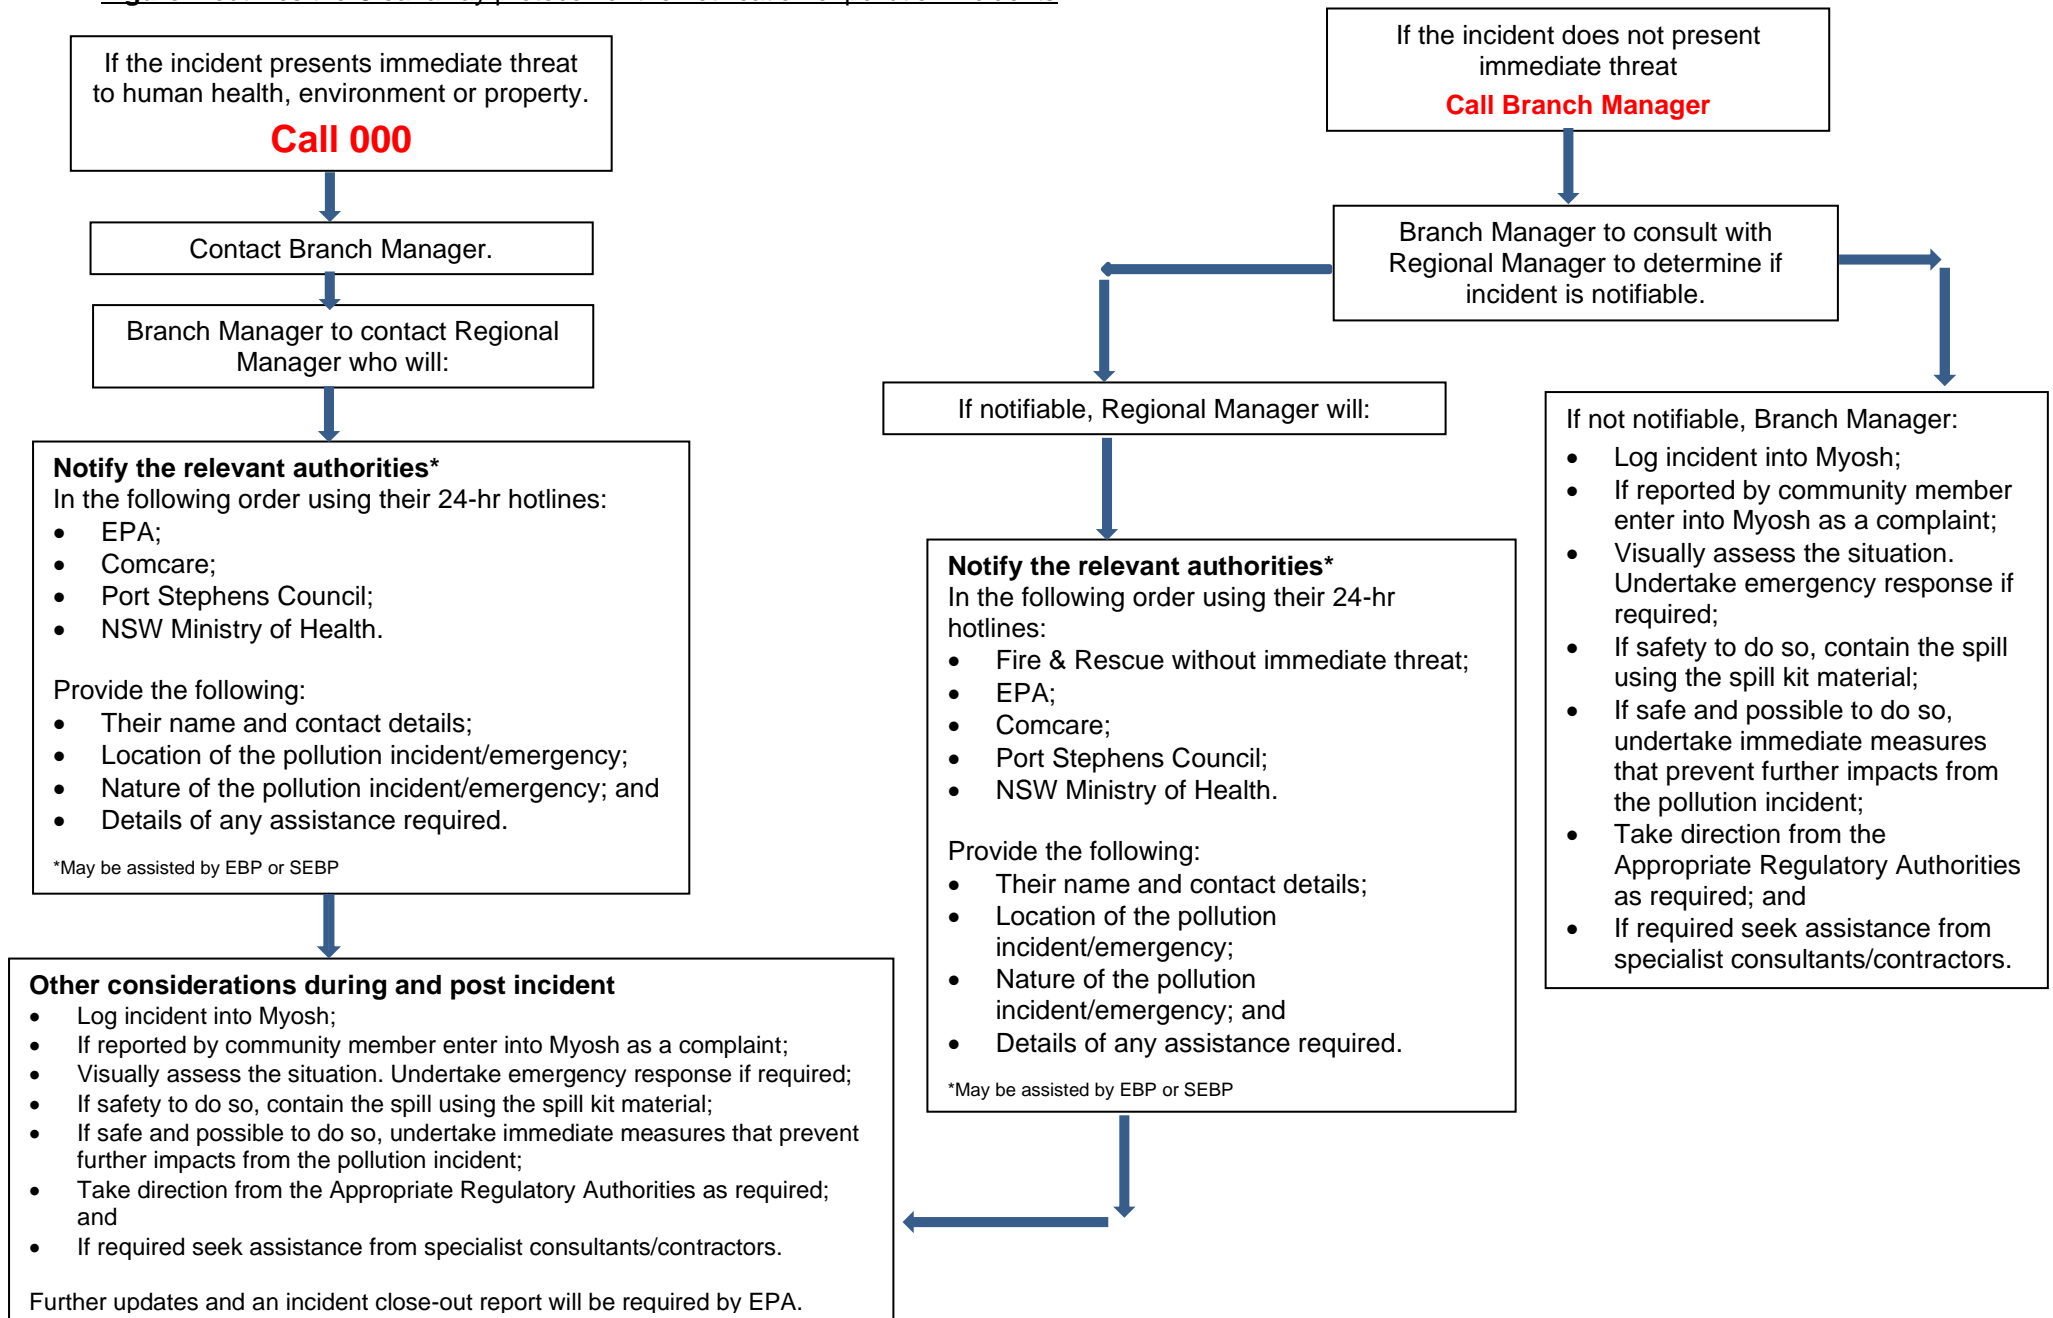 If the incident presents immediate threat
to human health, environment or property.
Call 000
Contact Branch Manager.
Branch Manager to contact Regional
Manager who will:
Notify the relevant authorities*
In the following order using their 24-hr hotlines:
• EPA;
• Comcare;
• Port Stephens Council;
• NSW Ministry of Health.
Provide the following:
• Their name and contact details;
• Location of the pollution incident/emergency;
• Nature of the pollution incident/emergency; and
• Details of any assistance required.
*May be assisted by EBP or SEBP
Other considerations during and post incident
• Log incident into Myosh;
• If reported by community member enter into Myosh as a complaint;
• Visually assess the situation. Undertake emergency response if required;
• If safety to do so, contain the spill using the spill kit material;
• If safe and possible to do so, undertake immediate measures that prevent
further impacts from the pollution incident;
• Take direction from the Appropriate Regulatory Authorities as required;
and
• If required seek assistance from specialist consultants/contractors.
Further updates and an incident close-out report will be required by EPA.
If the incident does not present
immediate threat
Call Branch Manager
Branch Manager to consult with
Regional Manager to determine if
incident is notifiable.
If notifiable, Regional Manager will:
Notify the relevant authorities*
In the following order using their 24-hr
hotlines:
• Fire & Rescue without immediate threat;
• EPA;
• Comcare;
• Port Stephens Council;
• NSW Ministry of Health.
Provide the following:
• Their name and contact details;
• Location of the pollution
incident/emergency;
• Nature of the pollution
incident/emergency; and
• Details of any assistance required.
*May be assisted by EBP or SEBP
If not notifiable, Branch Manager:
• Log incident into Myosh;
• If reported by community member
enter into Myosh as a complaint;
• Visually assess the situation.
Undertake emergency response if
required;
• If safety to do so, contain the spill
using the spill kit material;
• If safe and possible to do so,
undertake immediate measures
that prevent further impacts from
the pollution incident;
• Take direction from the
Appropriate Regulatory Authorities
as required; and
• If required seek assistance from
specialist consultants/contractors.